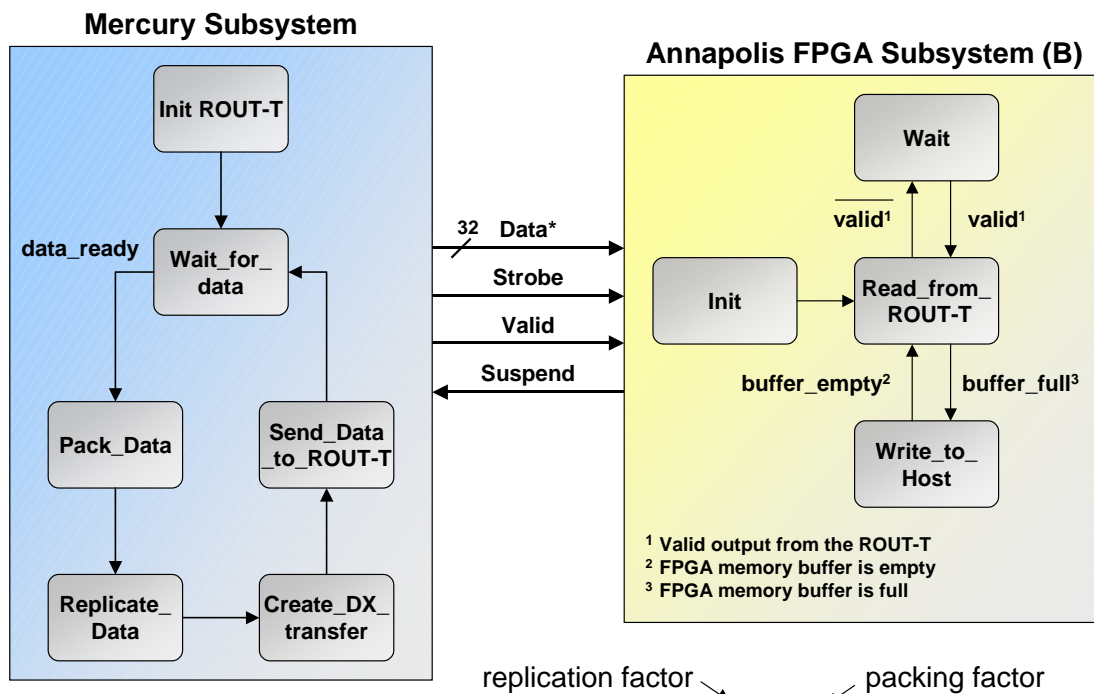 Mercury Subsystem
Init ROUT-T
data_ready
Wait_for_
data
Pack_Data
Send_Data
_to_ROUT-T
Replicate_
Data
Create_DX_
transfer
32
Data*
Strobe
Valid
Suspend
Annapolis FPGA Subsystem (B)
Wait
valid¹
valid¹
Init
Read_from_
ROUT-T
buffer_empty²
buffer_full³
Write_to_
Host
¹ Valid output from the ROUT-T
² FPGA memory buffer is empty
³ FPGA memory buffer is full
replication factor
packing factor